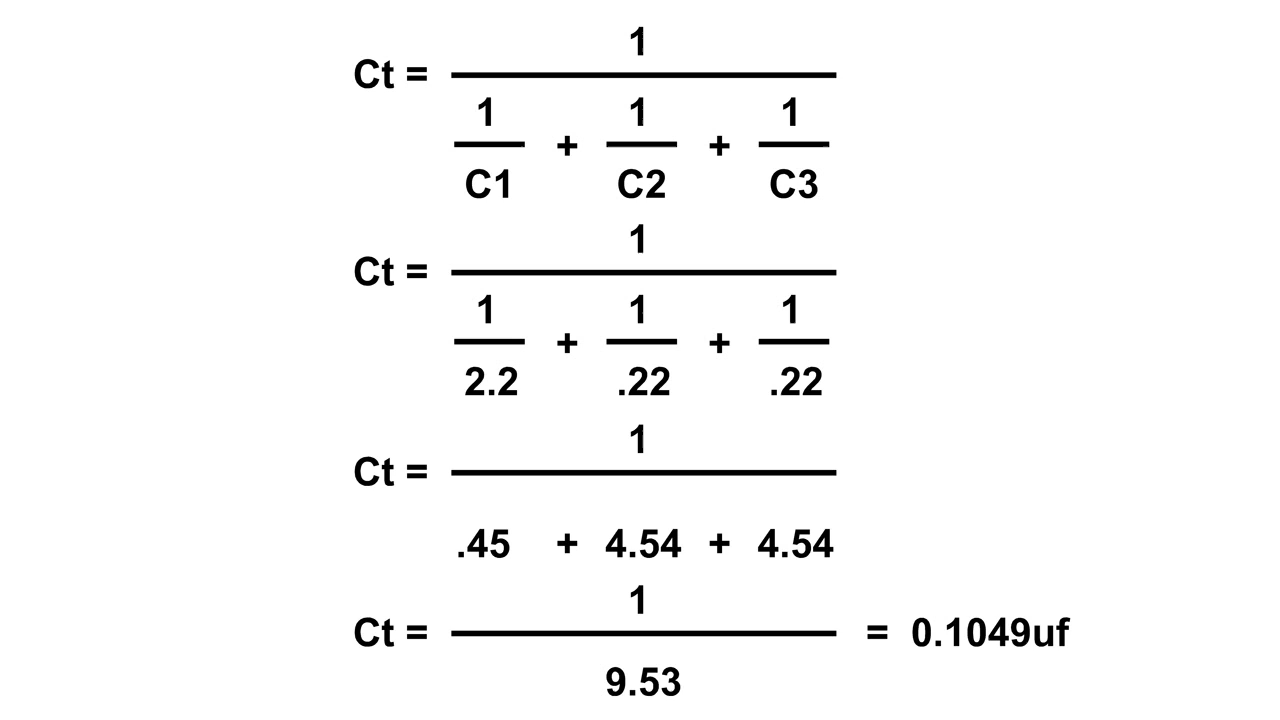 1
Ct =
1 1 1
+ +
C1 C2 C3
1
Ct =
1 1 1
+ +
2.2 .22 .22
1
Ct =
.45 + 4.54 + 4.54
1
Ct = = 0.1049uf
9.53